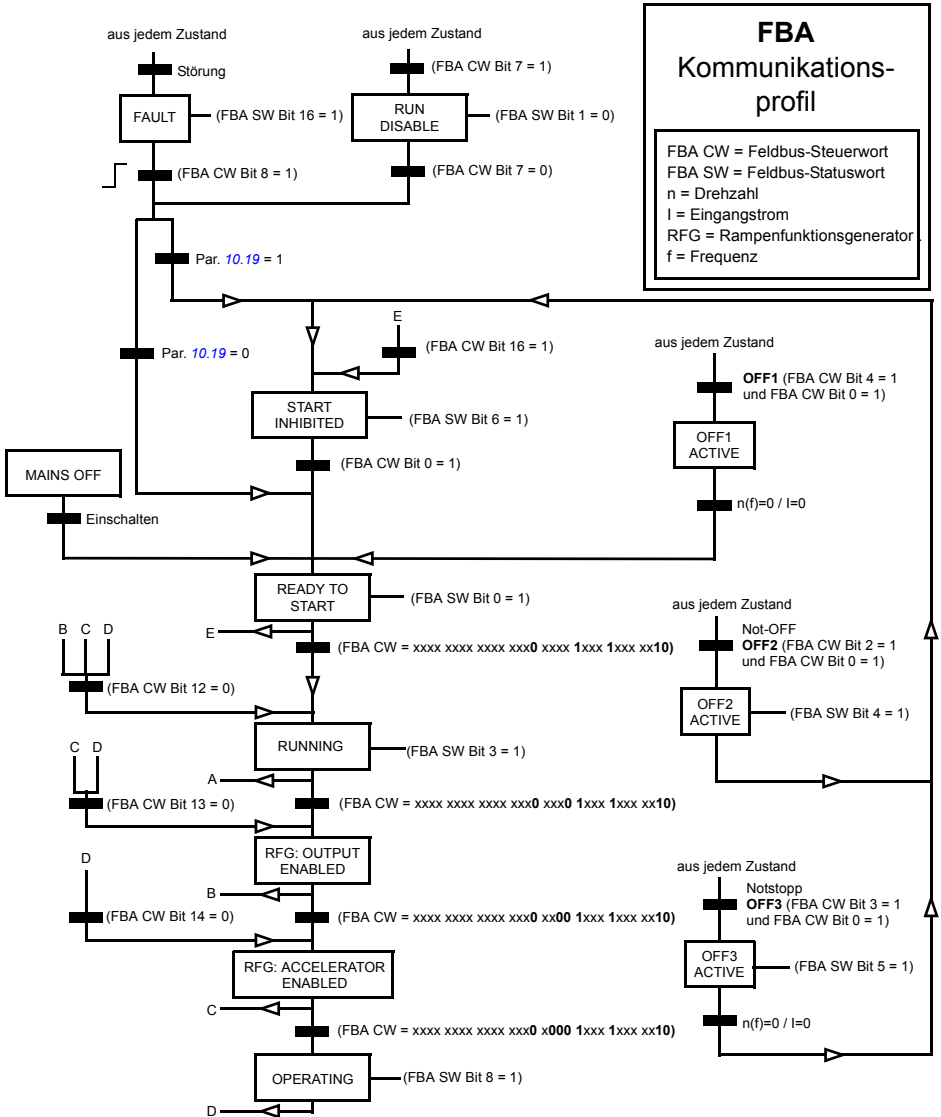 aus jedem Zustand
Störung
FAULT
(FBA SW Bit 16 = 1)
(FBA CW Bit 8 = 1)
aus jedem Zustand
(FBA CW Bit 7 = 1)
RUN
DISABLE
(FBA SW Bit 1 = 0)
(FBA CW Bit 7 = 0)
FBA
Kommunikations-
profil
FBA CW = Feldbus-Steuerwort
FBA SW = Feldbus-Statuswort
n = Drehzahl
I = Eingangstrom
RFG = Rampenfunktionsgenerator .
f = Frequenz
Par. 10.19 = 1
Par. 10.19 = 0
E
(FBA CW Bit 16 = 1)
START
INHIBITED
(FBA SW Bit 6 = 1)
(FBA CW Bit 0 = 1)
aus jedem Zustand
OFF1 (FBA CW Bit 4 = 1
und FBA CW Bit 0 = 1)
OFF1
ACTIVE
n(f)=0 / I=0
MAINS OFF
Einschalten
READY TO
START
(FBA SW Bit 0 = 1)
E
(FBA CW = xxxx xxxx xxxx xxx0 xxxx 1xxx 1xxx xx10)
B C D
(FBA CW Bit 12 = 0)
aus jedem Zustand
Not-OFF
OFF2 (FBA CW Bit 2 = 1
und FBA CW Bit 0 = 1)
OFF2
ACTIVE
(FBA SW Bit 4 = 1)
RUNNING
(FBA SW Bit 3 = 1)
A
C D
(FBA CW Bit 13 = 0)
(FBA CW = xxxx xxxx xxxx xxx0 xxx0 1xxx 1xxx xx10)
RFG: OUTPUT
ENABLED
B
D
(FBA CW Bit 14 = 0)
(FBA CW = xxxx xxxx xxxx xxx0 xx00 1xxx 1xxx xx10)
aus jedem Zustand
Notstopp
OFF3 (FBA CW Bit 3 = 1
und FBA CW Bit 0 = 1)
OFF3
ACTIVE
(FBA SW Bit 5 = 1)
n(f)=0 / I=0
RFG: ACCELERATOR
ENABLED
C
(FBA CW = xxxx xxxx xxxx xxx0 x000 1xxx 1xxx xx10)
OPERATING
(FBA SW Bit 8 = 1)
D